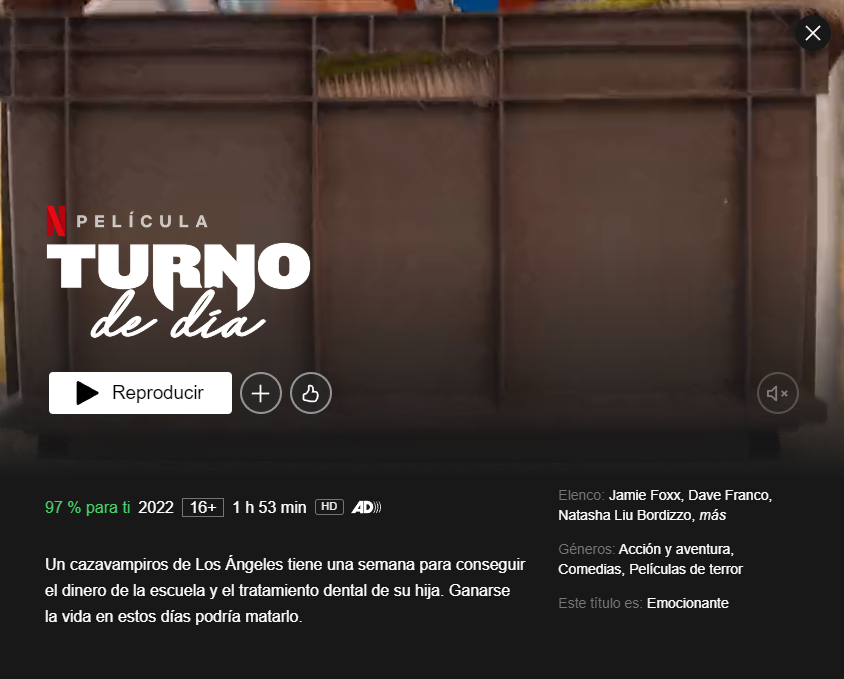 N PELÍCULA
TURNO
de día
Reproducir
97 % para ti 2022 16+ 1 h 53 min HD AD)))
Un cazavampiros de Los Ángeles tiene una semana para conseguir
el dinero de la escuela y el tratamiento dental de su hija. Ganarse
la vida en estos días podría matarlo.
Elenco: Jamie Foxx, Dave Franco,
Natasha Liu Bordizzo, más
Géneros: Acción y aventura,
Comedias, Películas de terror
Este título es: Emocionante